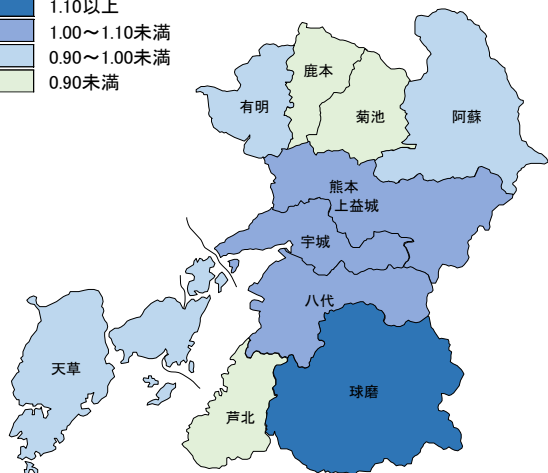 1.10以上
1.00～1.10未満
0.90～1.00未満
0.90未満
鹿本
有明
菊池
阿蘇
熊本
上益城
宇城
八代
天草
球磨
芦北